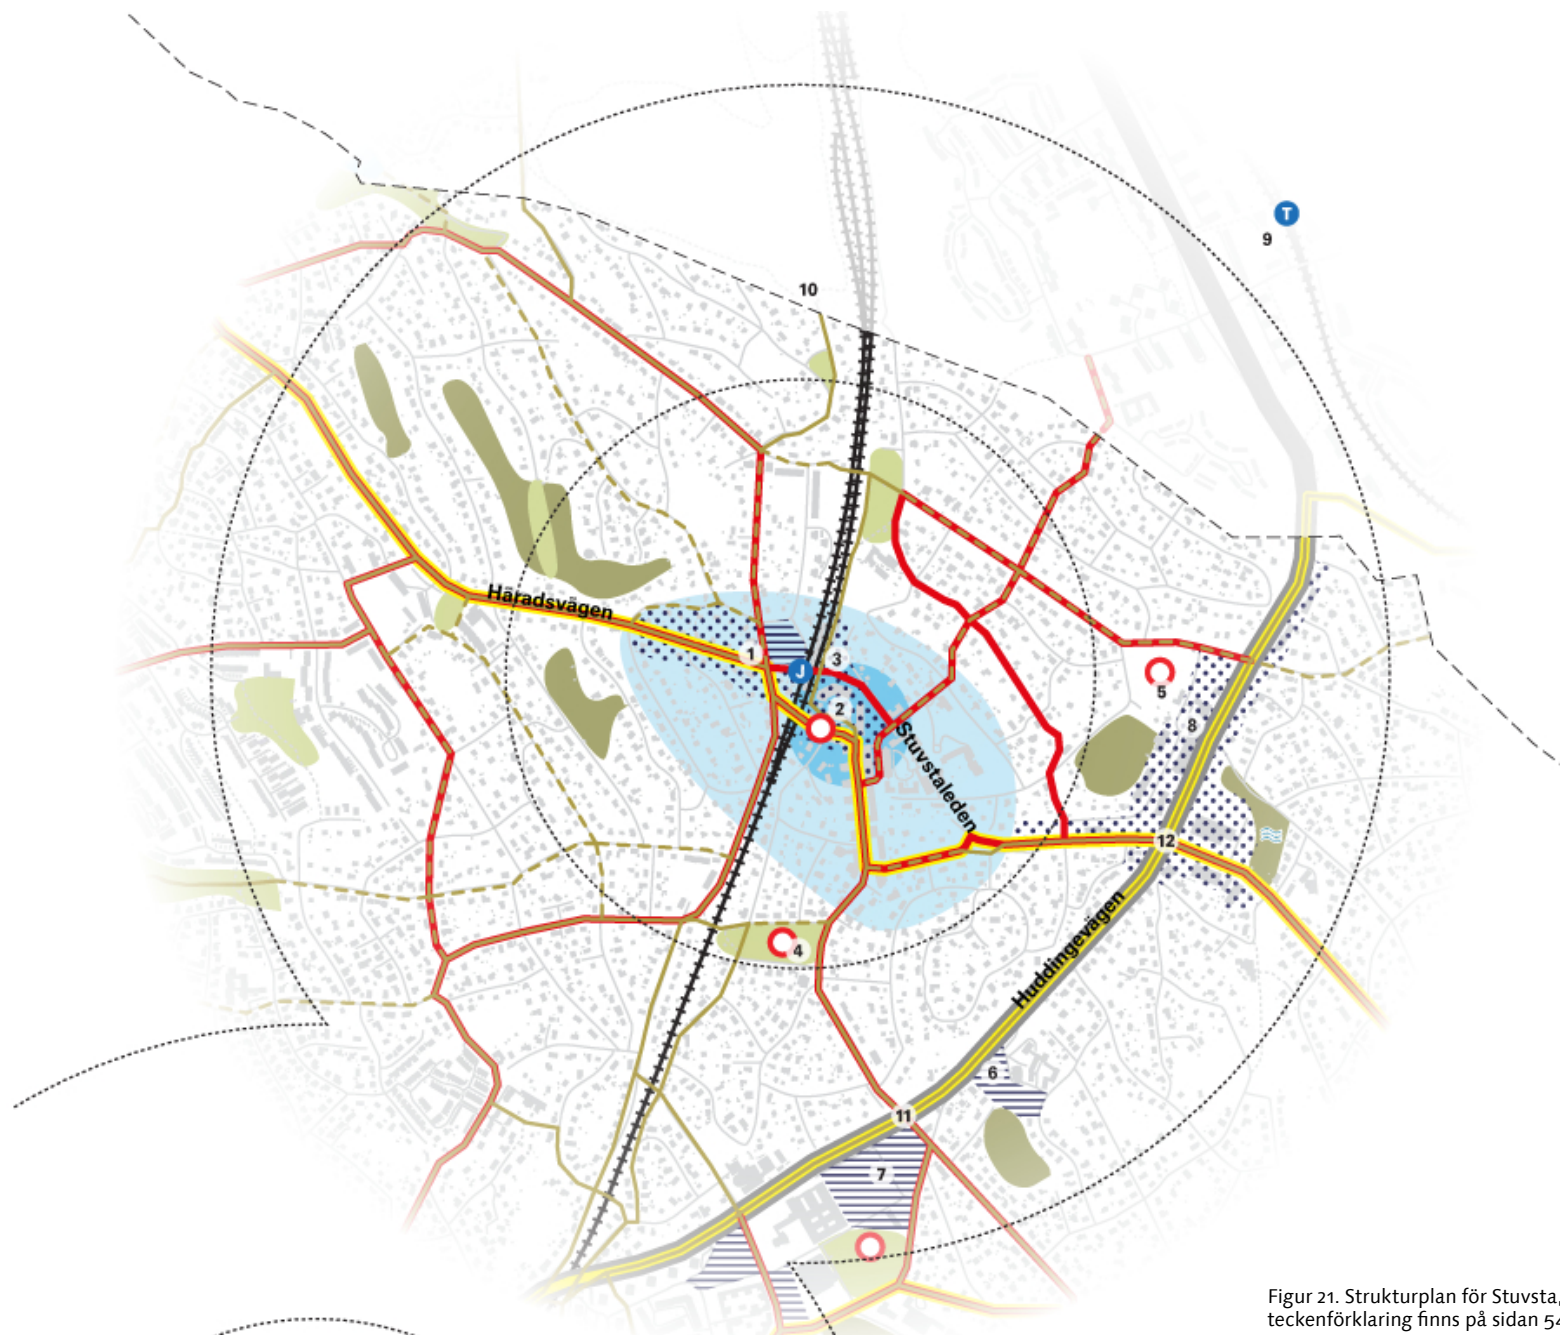 T
9
10
Häradsvägen
1
J
3
2
5
8
Stuvstaleden
12
4
Huddingevägen
6
11
7
Figur 21. Strukturplan för Stuvsta,
teckenförklaring finns på sidan 54